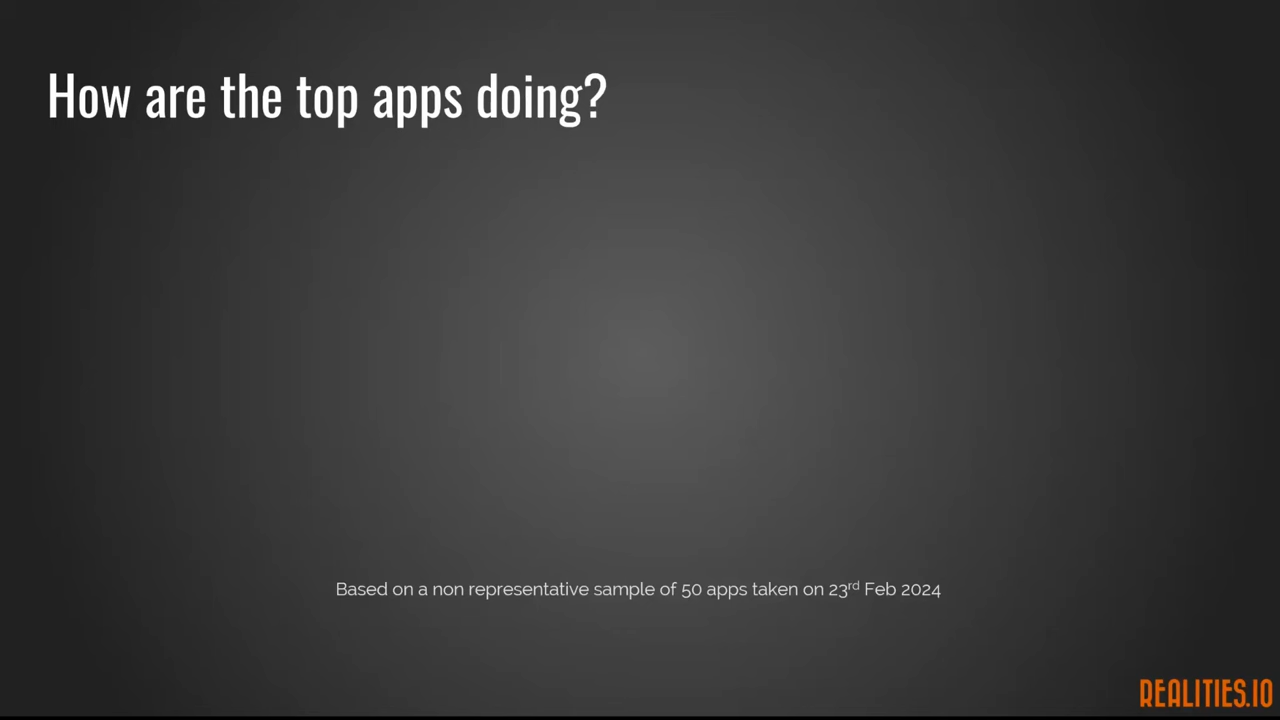 How are the top apps doing?
Based on a non representative sample of 50 apps taken on 23rd Feb 2024
REALITIES.IO